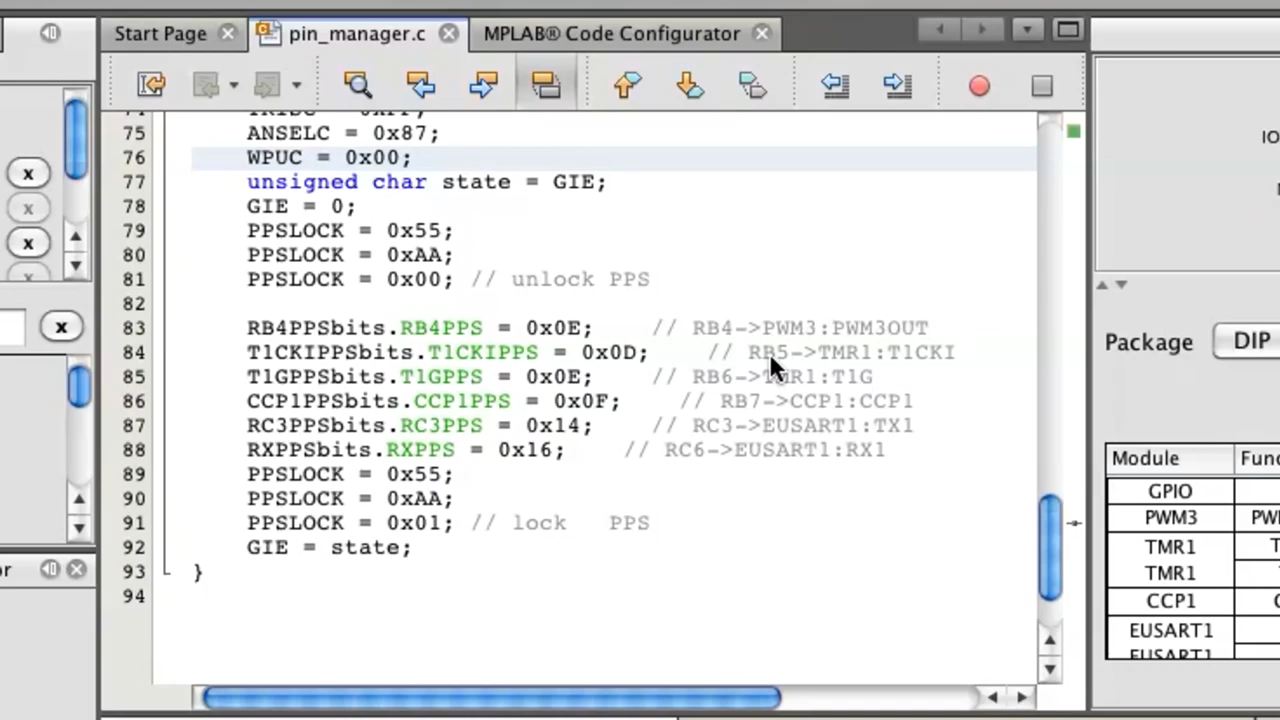 Start Page
pin_manager.c
MPLAB® Code Configurator
75 ANSELC = 0x87;
76 WPUC = 0x00;
77 unsigned char state = GIE;
78 GIE = 0;
79 PPSLOCK = 0x55;
80 PPSLOCK = 0xAA;
81 PPSLOCK = 0x00; // unlock PPS
82
83 RB4PPSbits.RB4PPS = 0x0E; // RB4->PWM3:PWM3OUT
84 T1CKIPPSbits.T1CKIPPS = 0x0D; // RB5->TMR1:T1CKI
85 T1GPPSbits.T1GPPS = 0x0E; // RB6->TMR1:T1G
86 CCP1PPSbits.CCP1PPS = 0x0F; // RB7->CCP1:CCP1
87 RC3PPSbits.RC3PPS = 0x14; // RC3->EUSART1:TX1
88 RXPPSbits.RXPPS = 0x16; // RC6->EUSART1:RX1
89 PPSLOCK = 0x55;
90 PPSLOCK = 0xAA;
91 PPSLOCK = 0x01; // lock PPS
92 GIE = state;
93 }
94
x
x
x
x
or
IO
Package DIP
Module Func
GPIO
PWM3 PW
TMR1 T
TMR1
CCP1
EUSART1
EUSART1